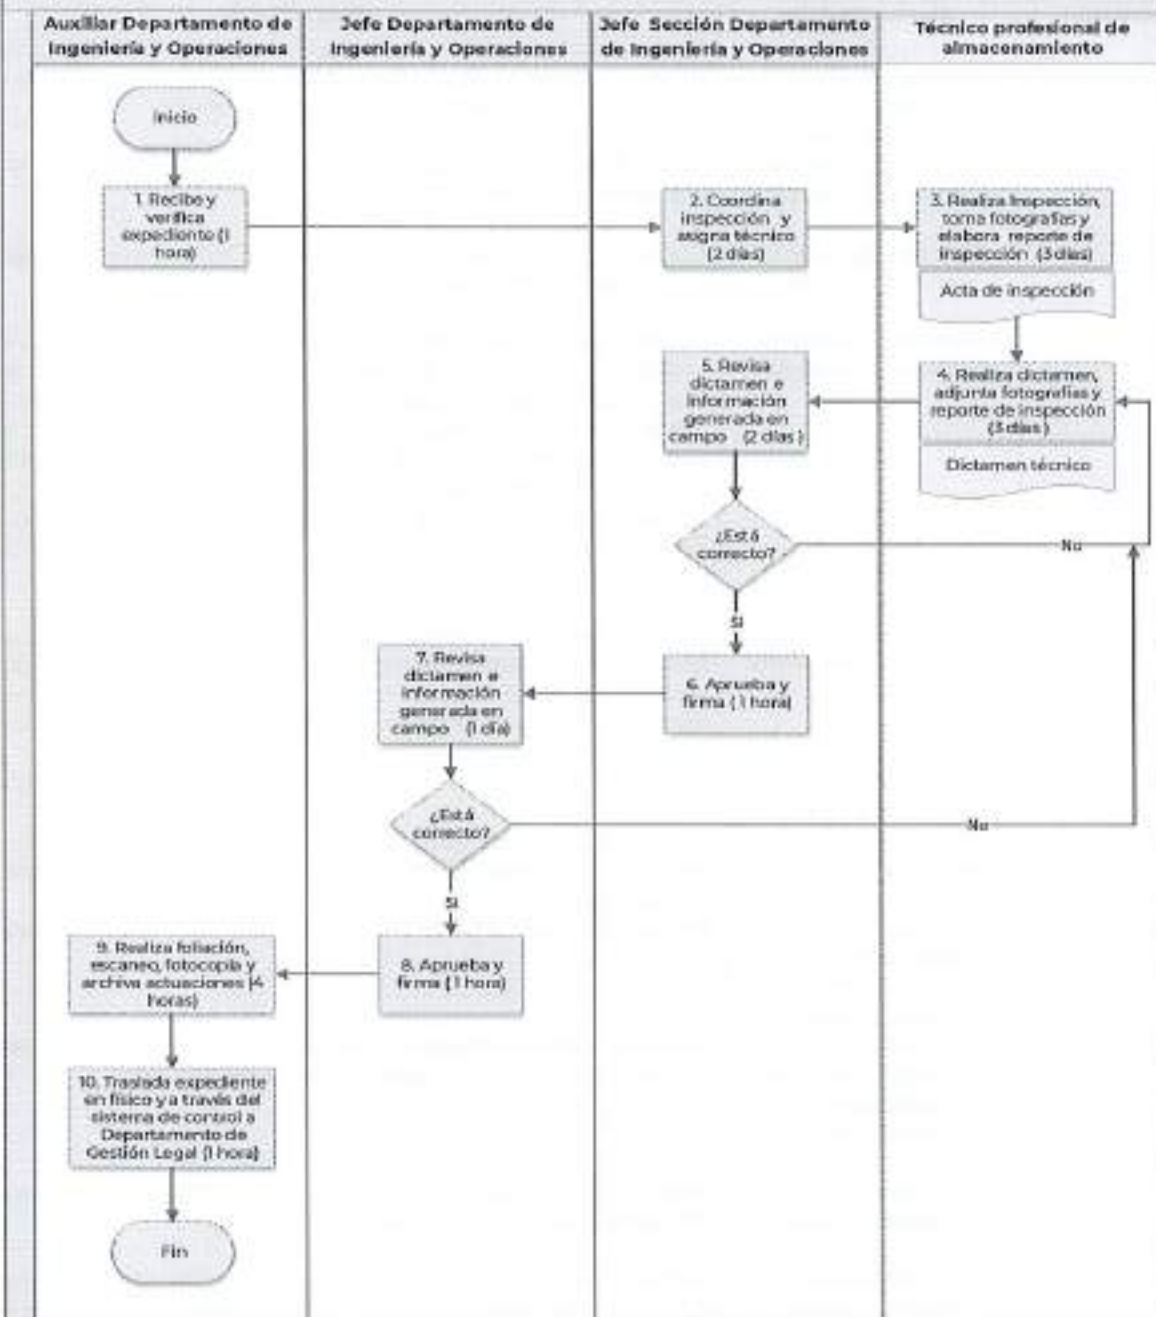 Auxiliar Departamento de
Ingeniería y Operaciones
Jefe Departamento de
Ingeniería y Operaciones
Jefe Sección Departamento
de Ingeniería y Operaciones
Técnico profesional de
almacenamiento
Inicio
1. Recibe y
verifica
expediente (1
hora)
2. Coordina
inspección y
asigna técnico
(2 días)
3. Realiza Inspección,
toma fotografías y
elabora reporte de
inspección (3 días)
Acta de inspección
4. Realiza dictamen,
adjunta fotografías y
reporte de inspección
(3 días)
Dictamen técnico
5. Revisa
dictamen e
información
generada en
campo (2 días)
¿Está
correcto?
No
Si
6. Aprueba y
firma (1 hora)
7. Revisa
dictamen e
información
generada en
campo (1 día)
¿Está
correcto?
No
Si
8. Aprueba y
firma (1 hora)
9. Realiza foliación,
escaneo, fotocopia y
archiva actuaciones (4
horas)
10. Traslada expediente
en físico y a través del
sistema de control a
Departamento de
Gestión Legal (1 hora)
Fin